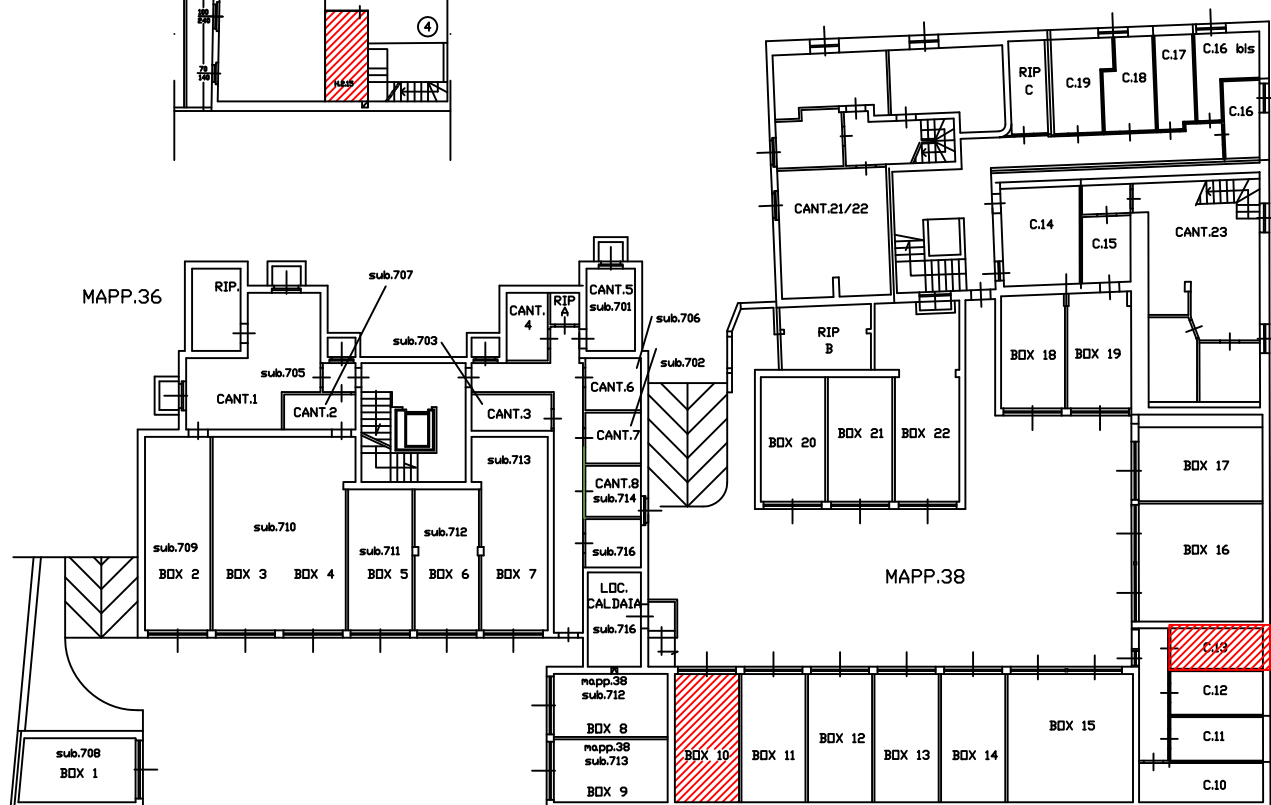 100
240
70
140
H.2.15
4
MAPP.36
RIP.
sub.707
sub.703
sub.705
CANT.1
CANT.2
CANT.3
CANT.
4
RIP
A
CANT.5
sub.701
sub.706
sub.702
CANT.6
CANT.7
CANT.8
sub.714
sub.716
LOC.
CALDAIA
sub.716
sub.709
BOX 2
sub.710
BOX 3
BOX 4
sub.711
BOX 5
sub.712
BOX 6
sub.713
BOX 7
sub.708
BOX 1
mapp.38
sub.712
BOX 8
mapp.38
sub.713
BOX 9
BOX 10
BOX 11
BOX 12
BOX 13
BOX 14
BOX 15
MAPP.38
CANT.21/22
RIP
B
BOX 20
BOX 21
BOX 22
RIP
C
C.19
C.18
C.17
C.16 bis
C.16
C.14
C.15
CANT.23
BOX 18
BOX 19
BOX 17
BOX 16
C.13
C.12
C.11
C.10